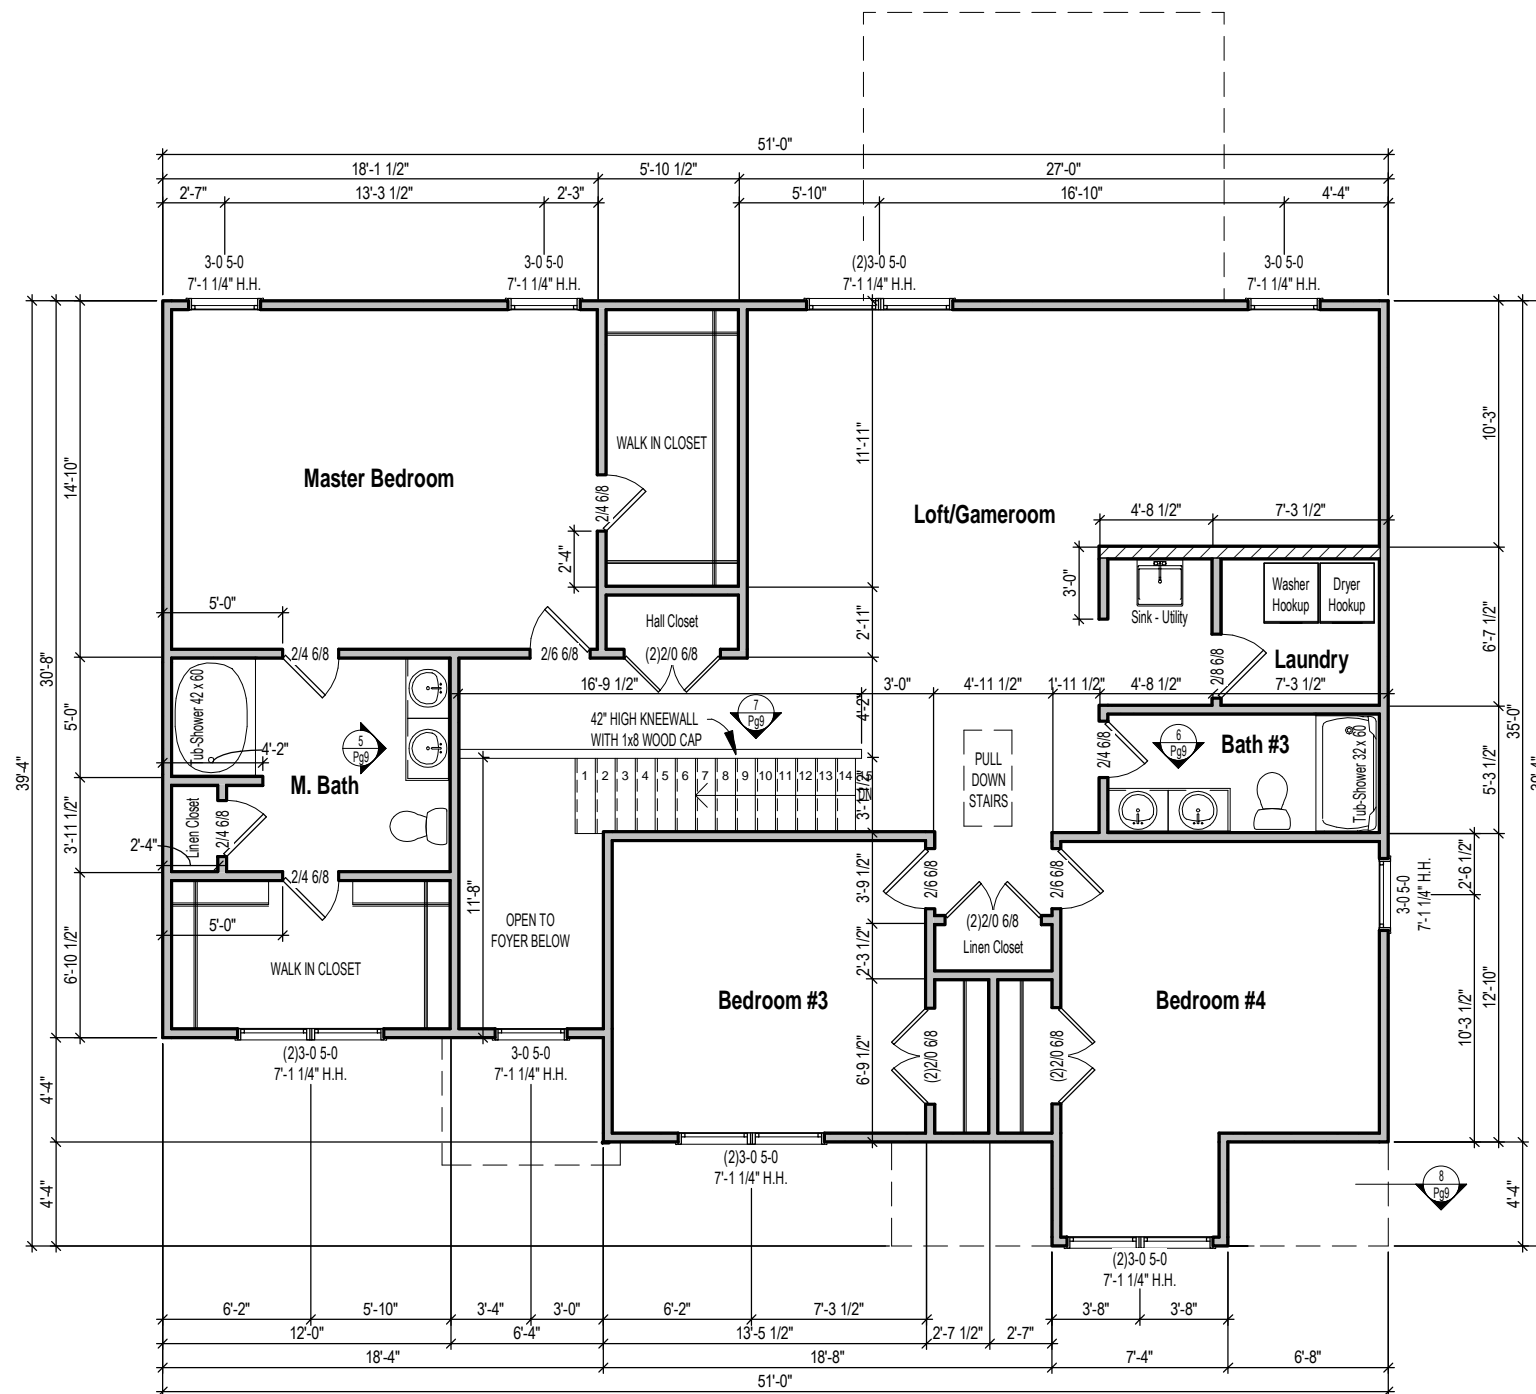 51'-0"
18'-1 1/2" 5'-10 1/2" 27'-0"
2'-7" 13'-3 1/2" 2'-3" 5'-10" 16'-10" 4'-4"
3-0 5-0
7'-1 1/4" H.H.
3-0 5-0
7'-1 1/4" H.H.
(2)3-0 5-0
7'-1 1/4" H.H.
3-0 5-0
7'-1 1/4" H.H.
39'-4"
30'-8"
4'-4"
4'-4"
14'-10"
5'-0"
3'-11 1/2"
6'-10 1/2"
Master Bedroom
WALK IN CLOSET
2/4 6/8
2'-4"
Hall Closet
(2)2/0 6/8
2/6 6/8
5'-0"
2/4 6/8
11'-11"
2'-11"
4'-2"
3'-1 1/2"
3'-9 1/2"
2'-3 1/2"
6'-9 1/2"
Loft/Gameroom
4'-8 1/2" 7'-3 1/2"
3'-0"
Sink - Utility
Washer
Hookup
Dryer
Hookup
2/8 6/8
Laundry
16'-9 1/2" 3'-0" 4'-11 1/2" 1'-11 1/2" 4'-8 1/2" 7'-3 1/2"
Tub-Shower 42 x 60
4'-2"
5
Pg9
M. Bath
Linen Closet
2'-4"
2/4 6/8
2/4 6/8
5'-0"
WALK IN CLOSET
42" HIGH KNEEWALL
WITH 1x8 WOOD CAP
7
Pg9
1 2 3 4 5 6 7 8 9 10 11 12 13 14 15
DN
11'-8"
OPEN TO
FOYER BELOW
PULL
DOWN
STAIRS
2/4 6/8
6
Pg9
Bath #3
Tub-Shower 32 x 60
2/6 6/8
2/6 6/8
(2)2/0 6/8
Linen Closet
Bedroom #3
Bedroom #4
(2)2/0 6/8
(2)2/0 6/8
3-0 5-0
7'-1 1/4" H.H.
10'-3"
6'-7 1/2"
5'-3 1/2"
12'-10"
2'-6 1/2"
10'-3 1/2"
35'-0"
4'-4"
(2)3-0 5-0
7'-1 1/4" H.H.
3-0 5-0
7'-1 1/4" H.H.
(2)3-0 5-0
7'-1 1/4" H.H.
(2)3-0 5-0
7'-1 1/4" H.H.
8
Pg9
6'-2" 5'-10" 3'-4" 3'-0" 6'-2" 7'-3 1/2" 3'-8" 3'-8"
12'-0" 6'-4" 13'-5 1/2" 2'-7 1/2" 2'-7"
18'-4" 18'-8" 7'-4" 6'-8"
51'-0"